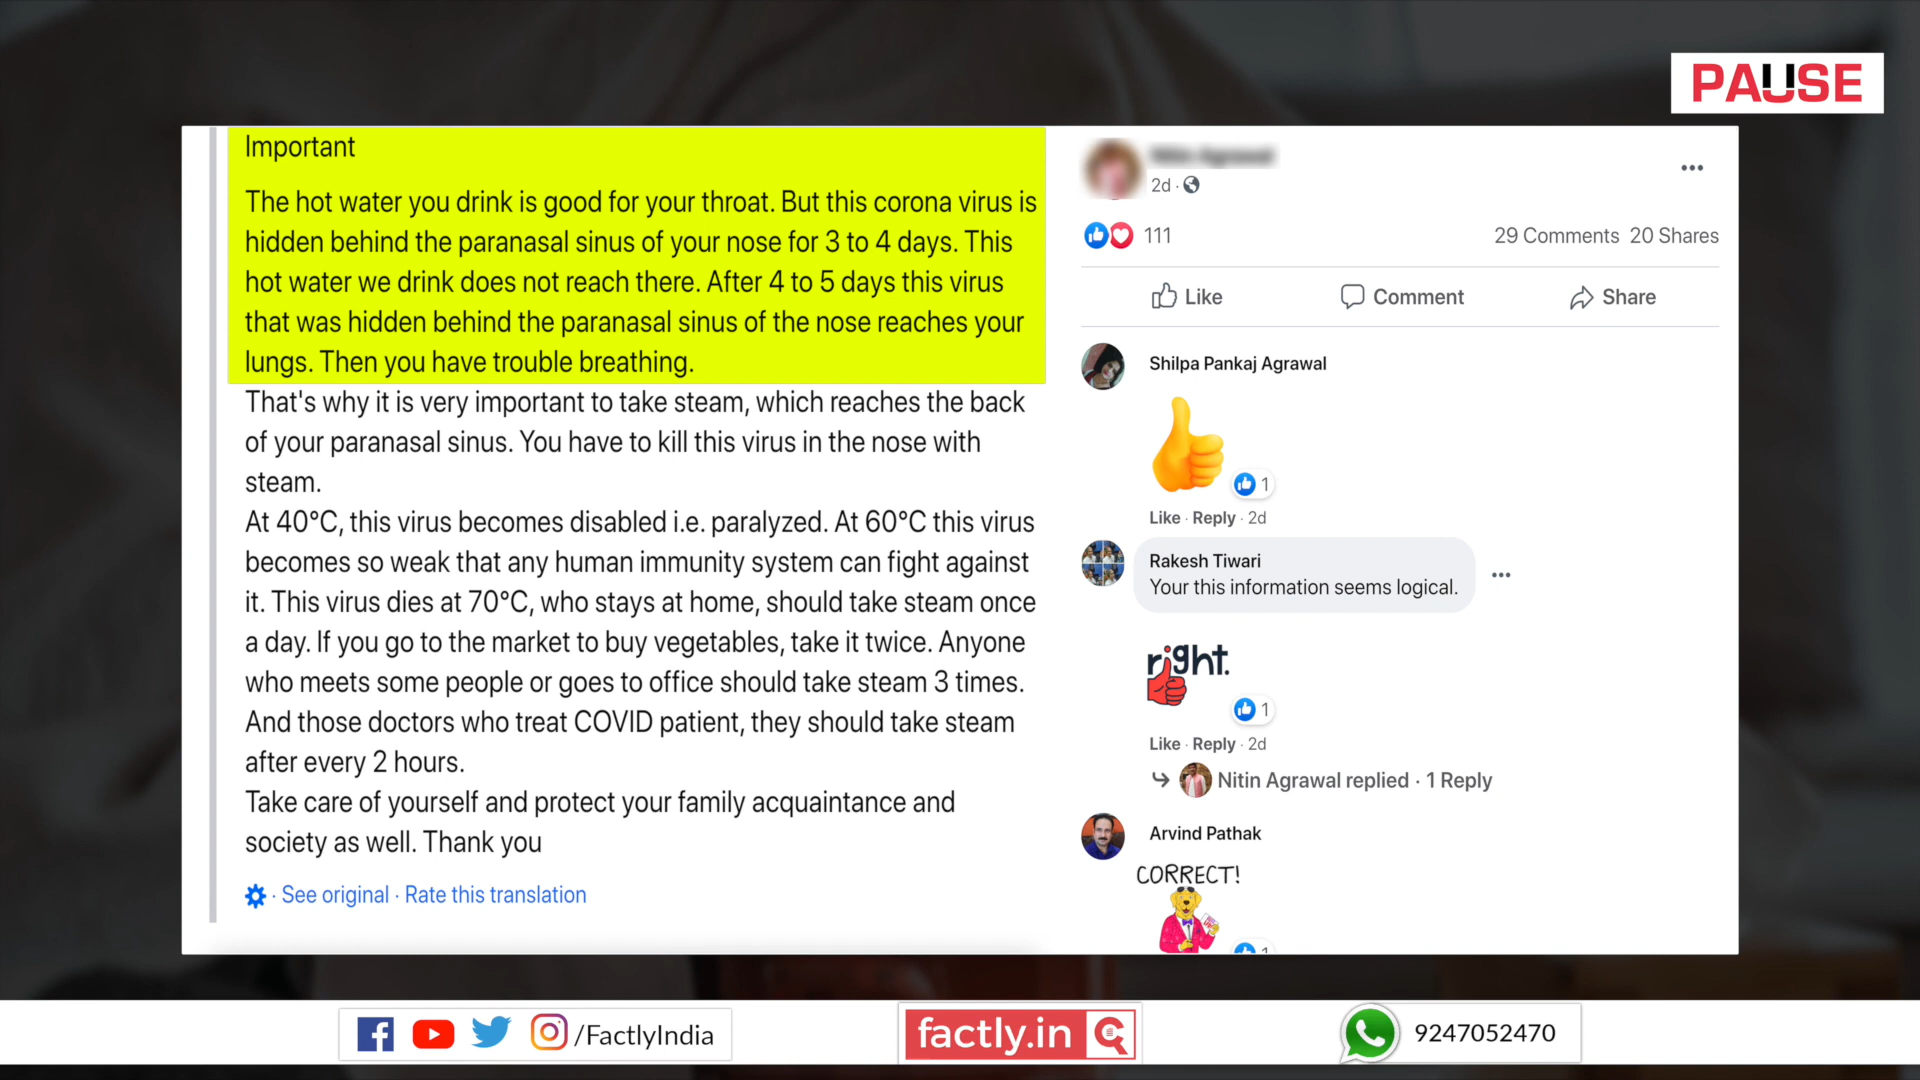 PAUSE
Important
The hot water you drink is good for your throat. But this corona virus is
hidden behind the paranasal sinus of your nose for 3 to 4 days. This
hot water we drink does not reach there. After 4 to 5 days this virus
that was hidden behind the paranasal sinus of the nose reaches your
lungs. Then you have trouble breathing.
That's why it is very important to take steam, which reaches the back
of your paranasal sinus. You have to kill this virus in the nose with
steam.
At 40°C, this virus becomes disabled i.e. paralyzed. At 60°C this virus
becomes so weak that any human immunity system can fight against
it. This virus dies at 70°C, who stays at home, should take steam once
a day. If you go to the market to buy vegetables, take it twice. Anyone
who meets some people or goes to office should take steam 3 times.
And those doctors who treat COVID patient, they should take steam
after every 2 hours.
Take care of yourself and protect your family acquaintance and
society as well. Thank you
· See original · Rate this translation
2d ·
111
29 Comments 20 Shares
Like Comment Share
Shilpa Pankaj Agrawal
1
Like · Reply · 2d
Rakesh Tiwari
Your this information seems logical.
right.
1
Like · Reply · 2d
Nitin Agrawal replied · 1 Reply
Arvind Pathak
CORRECT!
1
/FactlyIndia
factly.in
9247052470